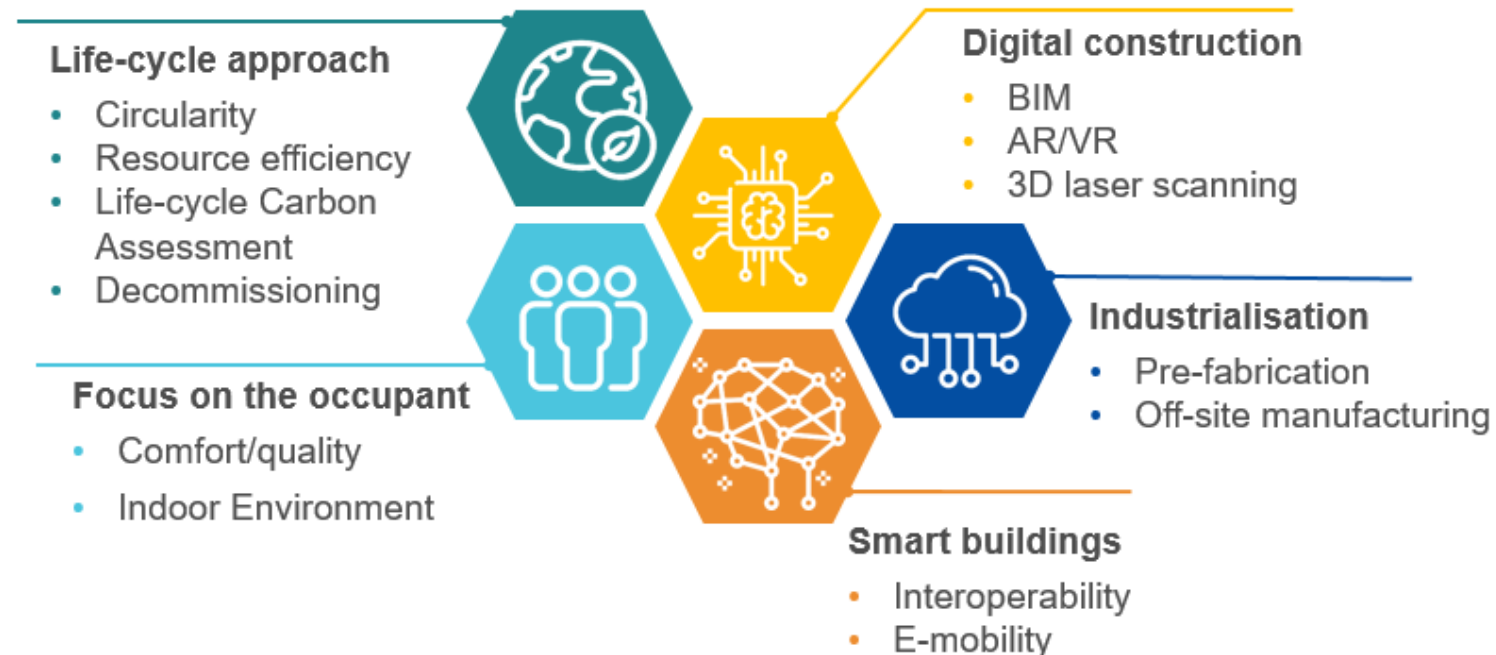 Life-cycle approach
• Circularity
• Resource efficiency
• Life-cycle Carbon
Assessment
• Decommissioning
Focus on the occupant
• Comfort/quality
• Indoor Environment
Digital construction
• BIM
• AR/VR
• 3D laser scanning
Industrialisation
• Pre-fabrication
• Off-site manufacturing
Smart buildings
• Interoperability
• E-mobility